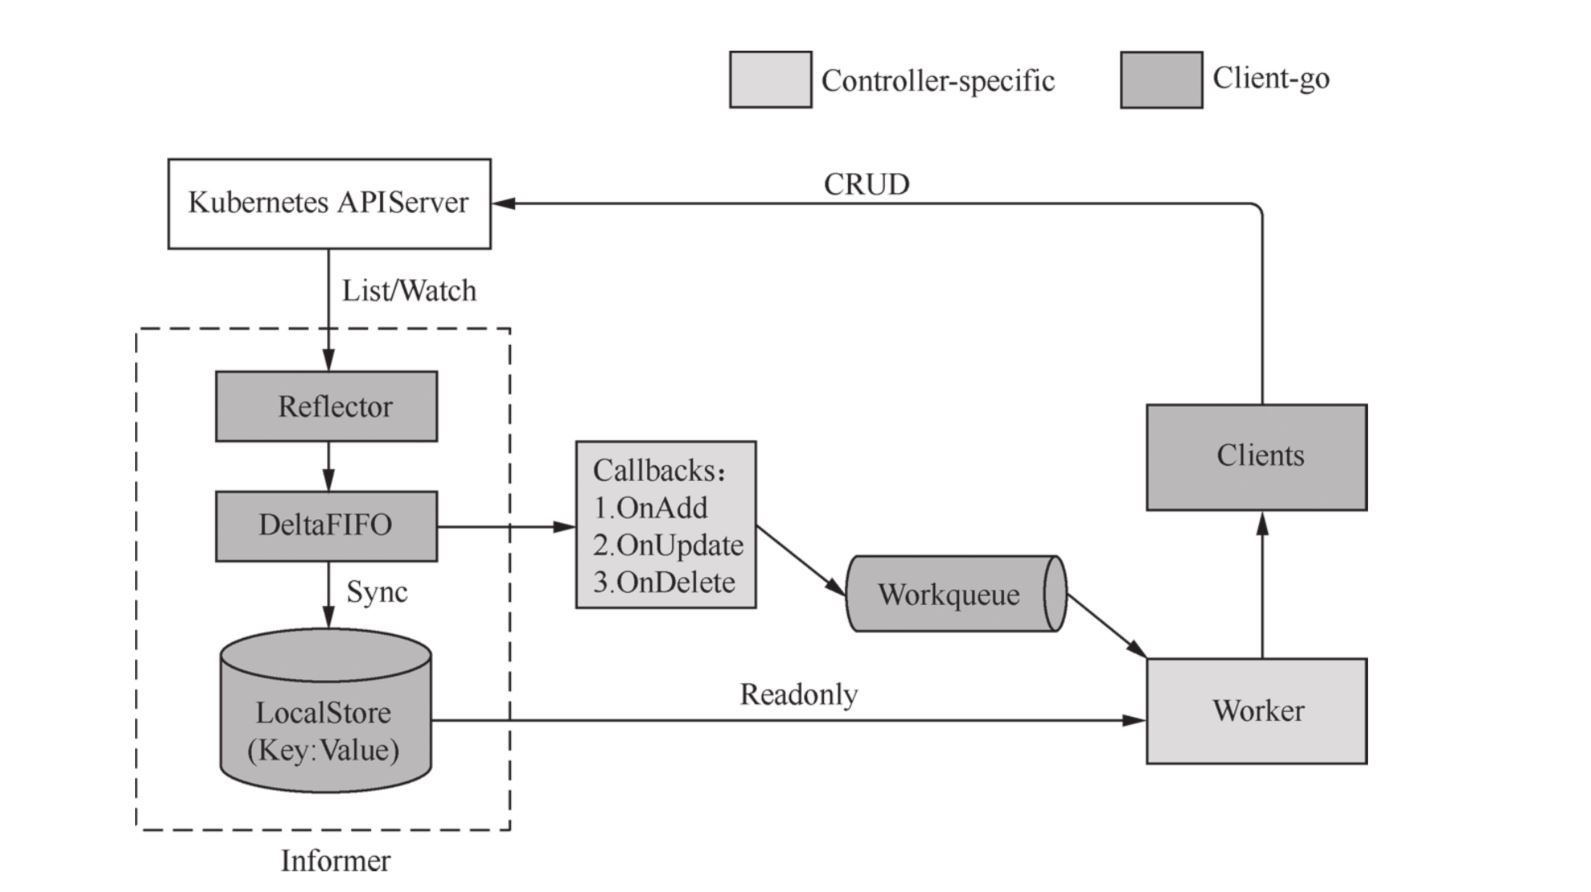 Controller-specific
Client-go
Kubernetes APIServer
CRUD
List/Watch
Reflector
DeltaFIFO
Sync
LocalStore
(Key:Value)
Informer
Callbacks：
1.OnAdd
2.OnUpdate
3.OnDelete
Workqueue
Readonly
Clients
Worker